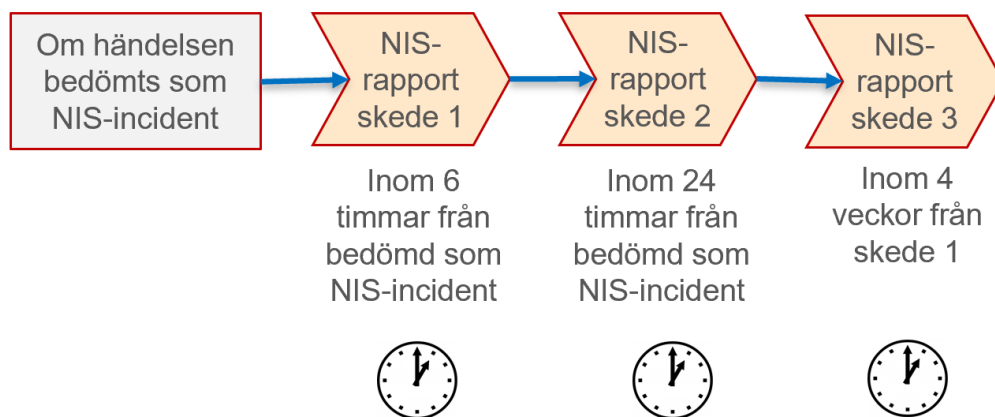 Om händelsen
bedömts som
NIS-incident
NIS-
rapport
skede 1
NIS-
rapport
skede 2
NIS-
rapport
skede 3
Inom 6
timmar från
bedömd som
NIS-incident
Inom 24
timmar från
bedömd som
NIS-incident
Inom 4
veckor från
skede 1